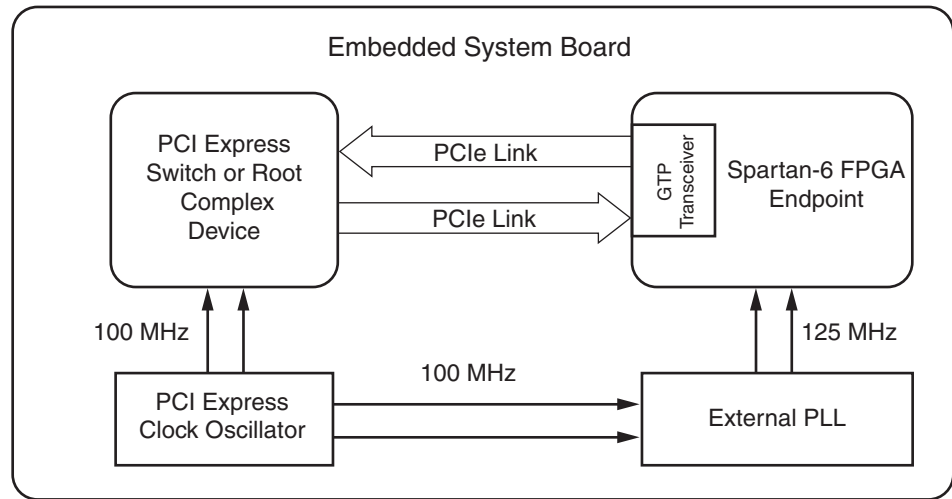 Embedded System Board
PCI Express
Switch or Root
Complex
Device
PCIe Link
PCIe Link
GTP
Transceiver
Spartan-6 FPGA
Endpoint
100 MHz
125 MHz
PCI Express
Clock Oscillator
100 MHz
External PLL